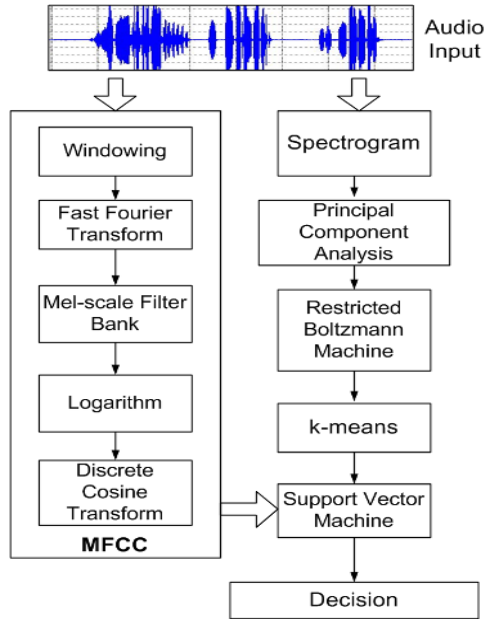 Audio
Input
Windowing
Fast Fourier
Transform
Mel-scale Filter
Bank
Logarithm
Discrete
Cosine
Transform
MFCC
Spectrogram
Principal
Component
Analysis
Restricted
Boltzmann
Machine
k-means
Support Vector
Machine
Decision